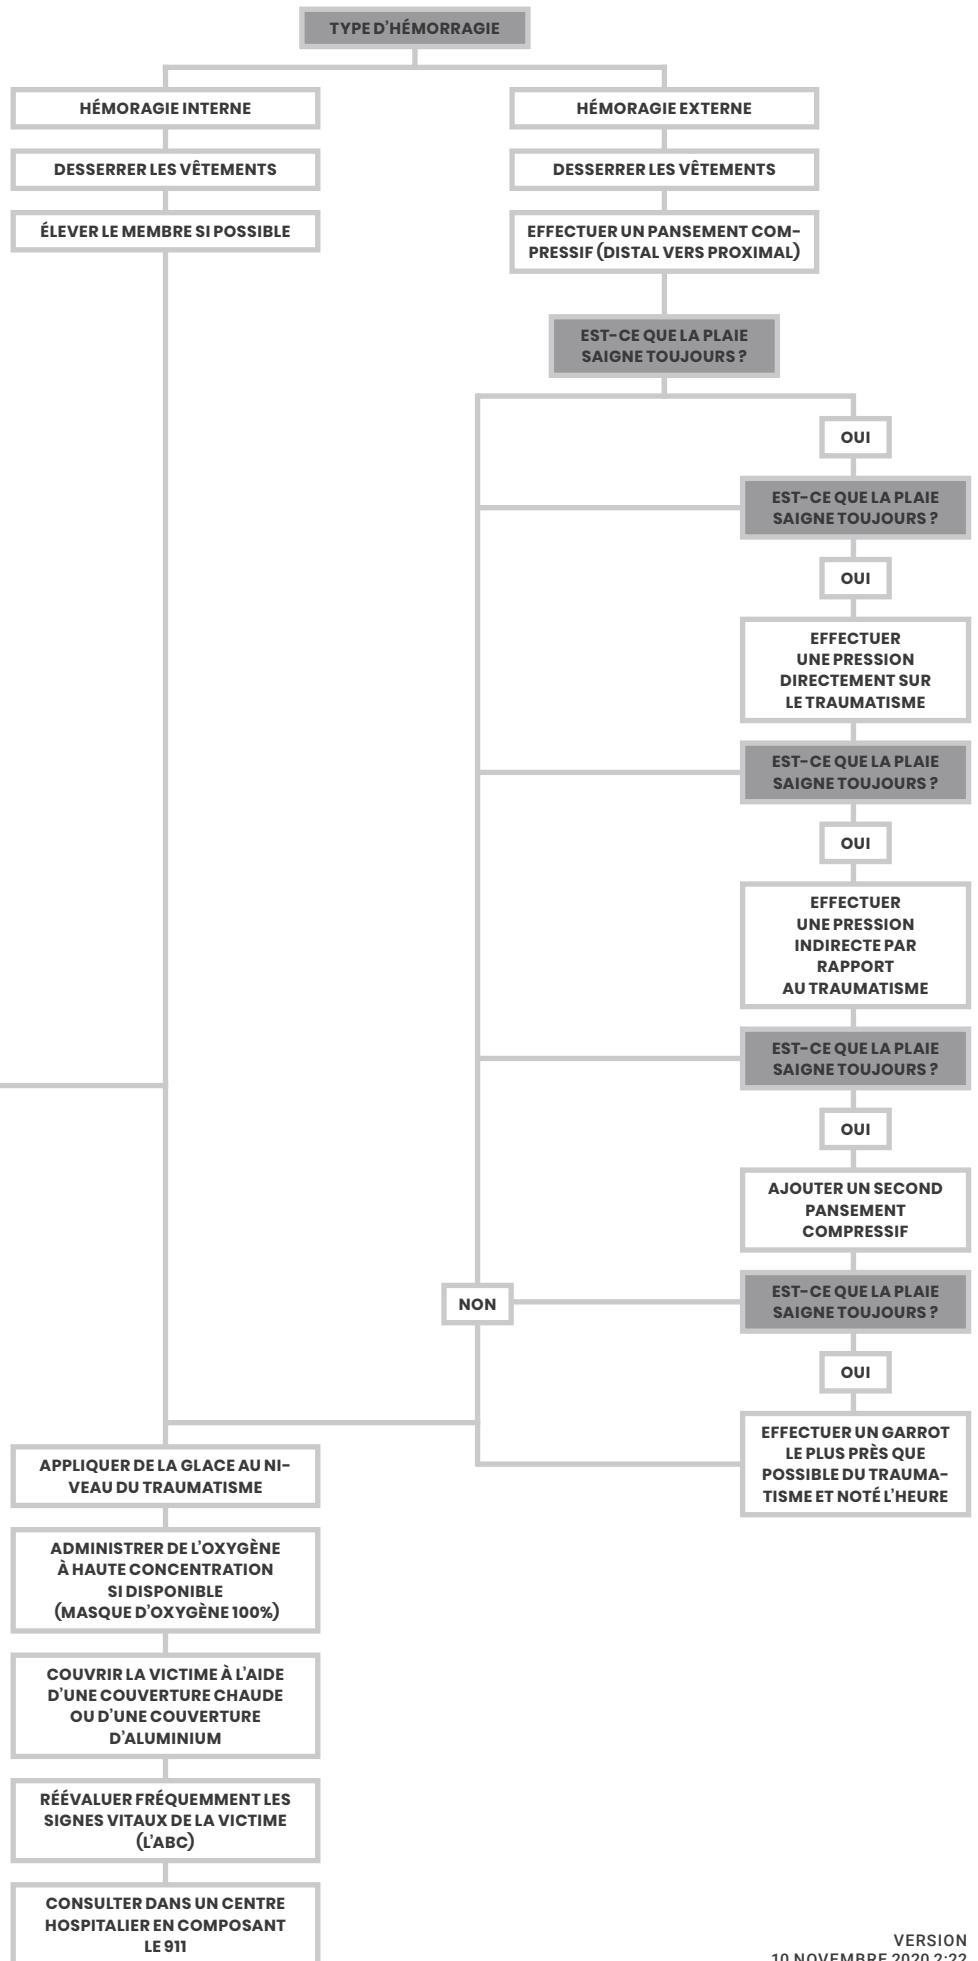 TYPE D'HÉMORRAGIE
HÉMORAGIE INTERNE
DESSERRER LES VÊTEMENTS
ÉLEVER LE MEMBRE SI POSSIBLE
HÉMORAGIE EXTERNE
DESSERRER LES VÊTEMENTS
EFFECTUER UN PANSEMENT COM-
PRESSIF (DISTAL VERS PROXIMAL)
EST-CE QUE LA PLAIE
SAIGNE TOUJOURS ?
OUI
EST-CE QUE LA PLAIE
SAIGNE TOUJOURS ?
OUI
EFFECTUER
UNE PRESSION
DIRECTEMENT SUR
LE TRAUMATISME
EST-CE QUE LA PLAIE
SAIGNE TOUJOURS ?
OUI
EFFECTUER
UNE PRESSION
INDIRECTE PAR
RAPPORT
AU TRAUMATISME
EST-CE QUE LA PLAIE
SAIGNE TOUJOURS ?
OUI
AJOUTER UN SECOND
PANSEMENT
COMPRESSIF
EST-CE QUE LA PLAIE
SAIGNE TOUJOURS ?
NON
OUI
EFFECTUER UN GARROT
LE PLUS PRÈS QUE
POSSIBLE DU TRAUMA-
TISME ET NOTÉ L'HEURE
APPLIQUER DE LA GLACE AU NI-
VEAU DU TRAUMATISME
ADMINISTRER DE L'OXYGÈNE
À HAUTE CONCENTRATION
SI DISPONIBLE
(MASQUE D'OXYGÈNE 100%)
COUVRIR LA VICTIME À L'AIDE
D'UNE COUVERTURE CHAUDE
OU D'UNE COUVERTURE
D'ALUMINIUM
RÉÉVALUER FRÉQUEMMENT LES
SIGNES VITAUX DE LA VICTIME
(L'ABC)
CONSULTER DANS UN CENTRE
HOSPITALIER EN COMPOSANT
LE 911
VERSION
10 NOVEMBRE 2020 2:22